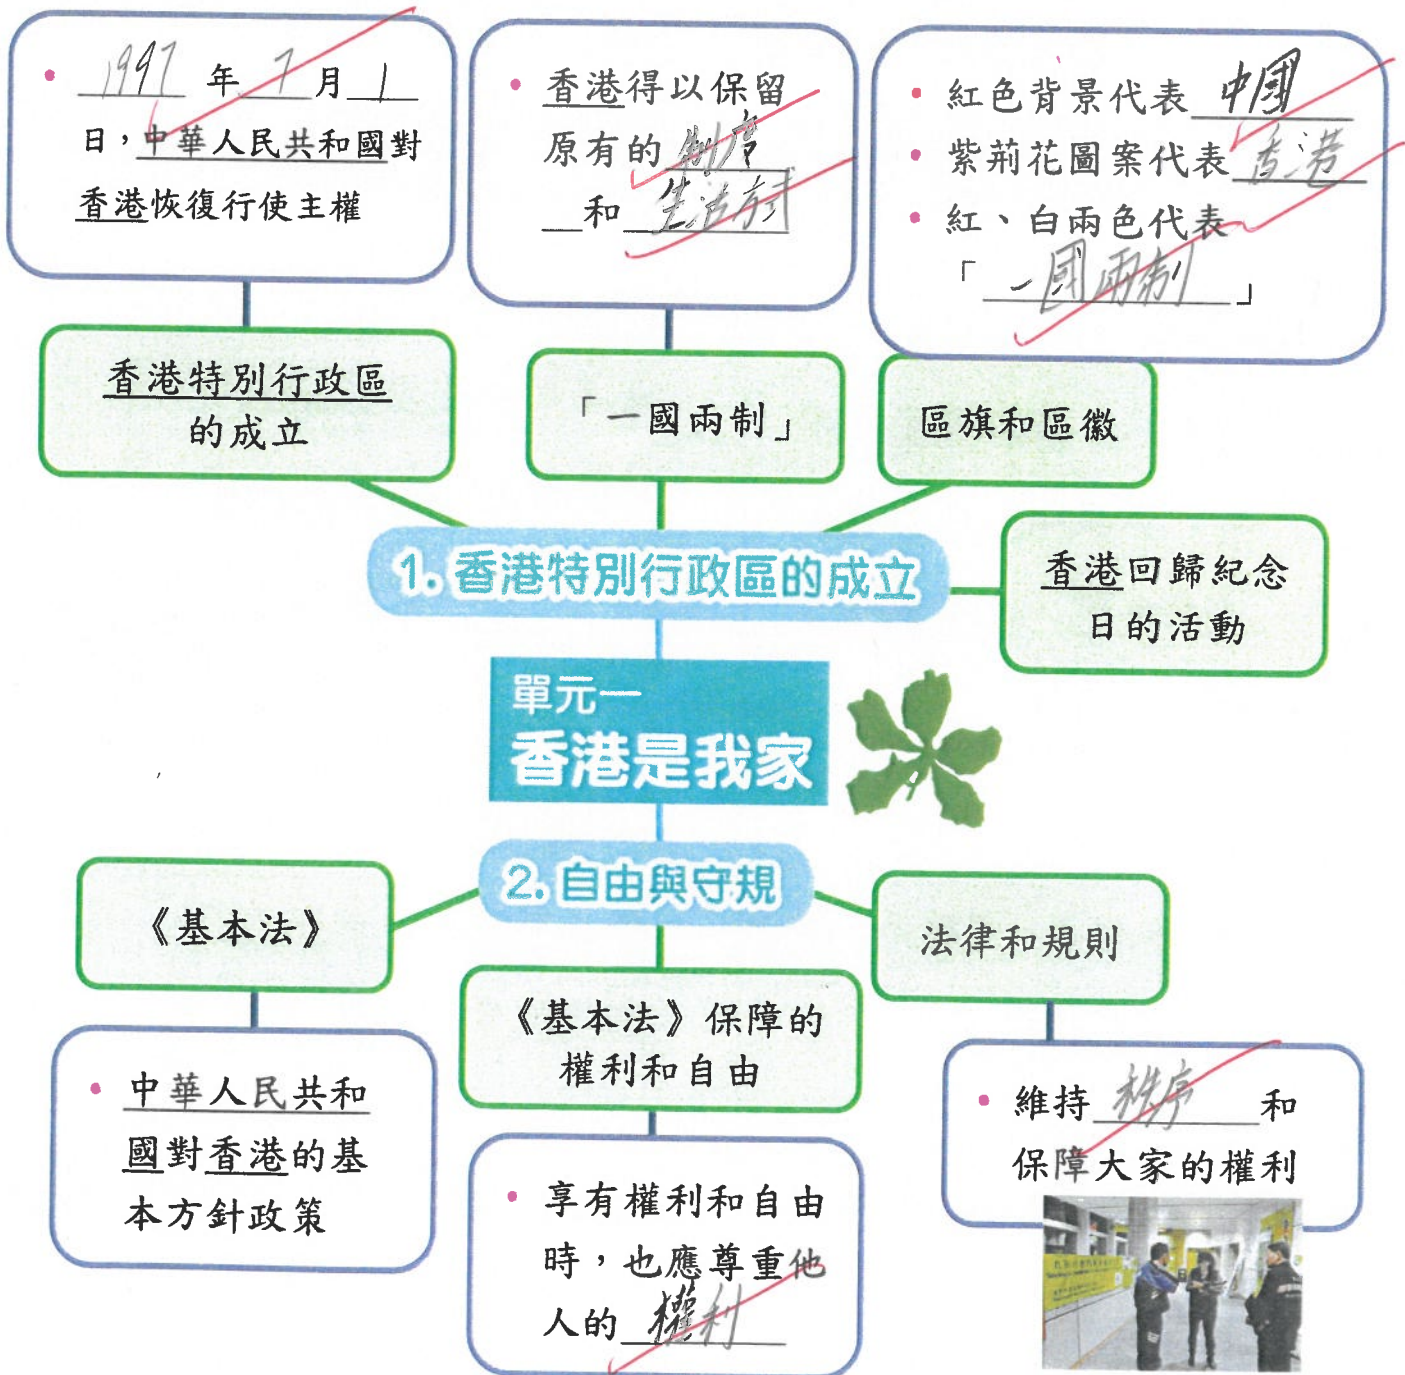 • 1997 年 7 月 1
日，中華人民共和國對
香港恢復行使主權
• 香港得以保留
原有的 制度
和 生活方式
• 紅色背景代表 中國
• 紫荊花圖案代表 香港
• 紅、白兩色代表
「 一國兩制 」
香港特別行政區
的成立
「一國兩制」
區旗和區徽
1. 香港特別行政區的成立
香港回歸紀念
日的活動
單元一
香港是我家
2. 自由與守規
《基本法》
《基本法》保障的
權利和自由
法律和規則
• 中華人民共和
國對香港的基
本方針政策
• 享有權利和自由
時，也應尊重他
人的 權利
• 維持 秩序 和
保障大家的權利